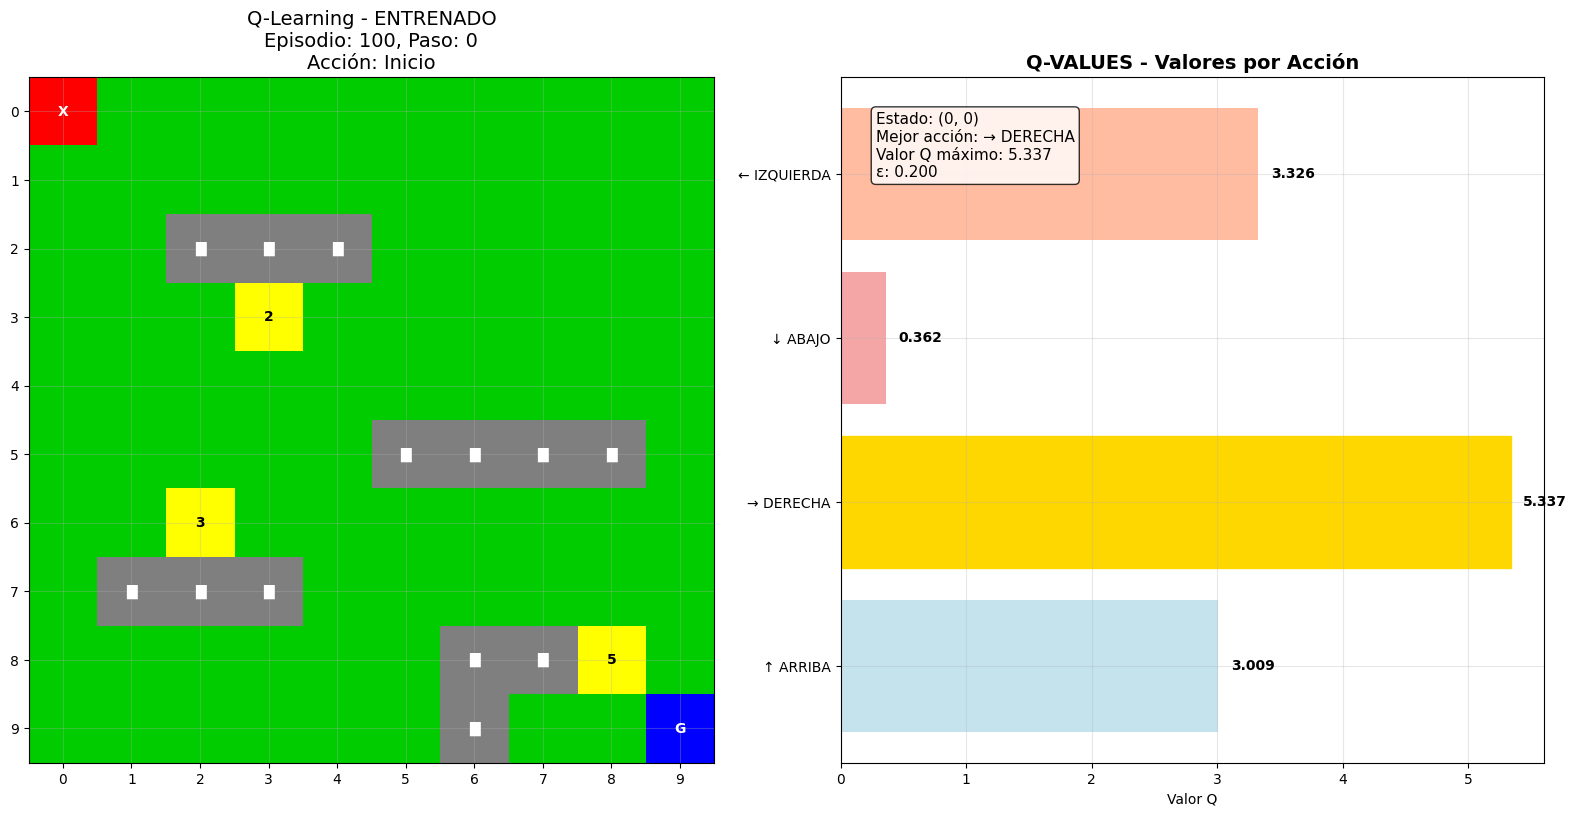 Q-Learning - ENTRENADO
Episodio: 100, Paso: 0
Acción: Inicio
0
1
2
3
4
5
6
7
8
9
X
2
3
5
G
0 1 2 3 4 5 6 7 8 9
Q-VALUES - Valores por Acción
Estado: (0, 0)
Mejor acción: → DERECHA
Valor Q máximo: 5.337
ε: 0.200
← IZQUIERDA
3.326
↓ ABAJO
0.362
→ DERECHA
5.337
↑ ARRIBA
3.009
0 1 2 3 4 5
Valor Q